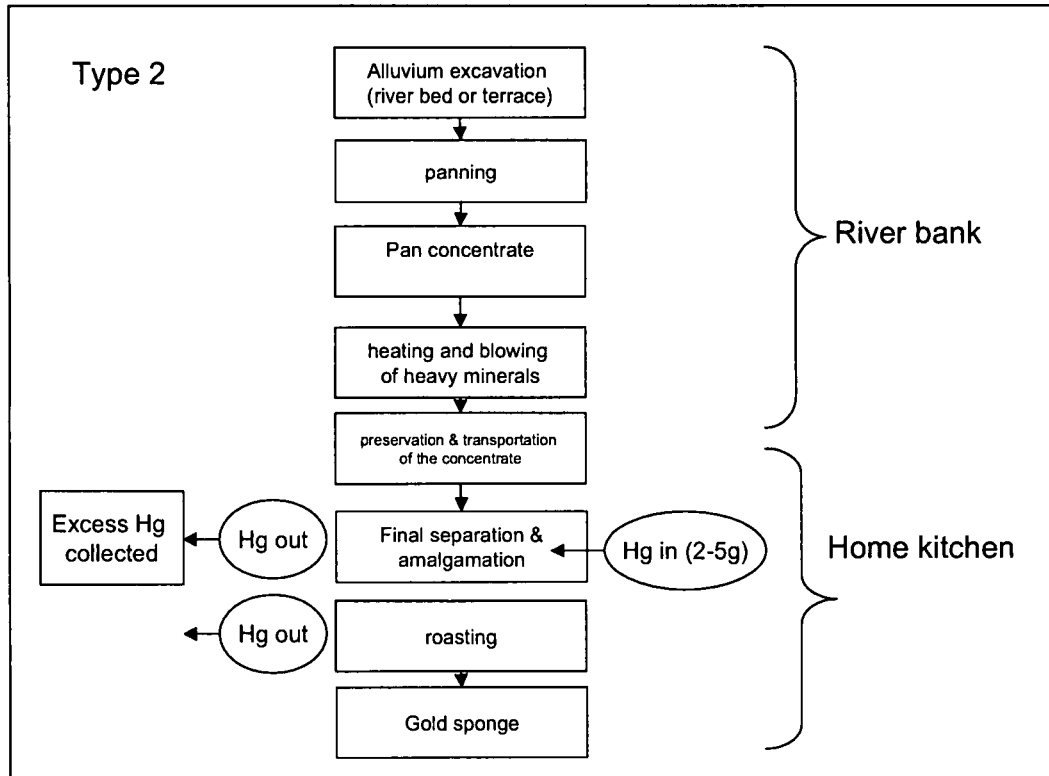 Type 2
Alluvium excavation
(river bed or terrace)
panning
Pan concentrate
heating and blowing
of heavy minerals
River bank
preservation & transportation
of the concentrate
Excess Hg
collected
Hg out
Final separation &
amalgamation
Hg in (2-5g)
Home kitchen
Hg out
roasting
Gold sponge